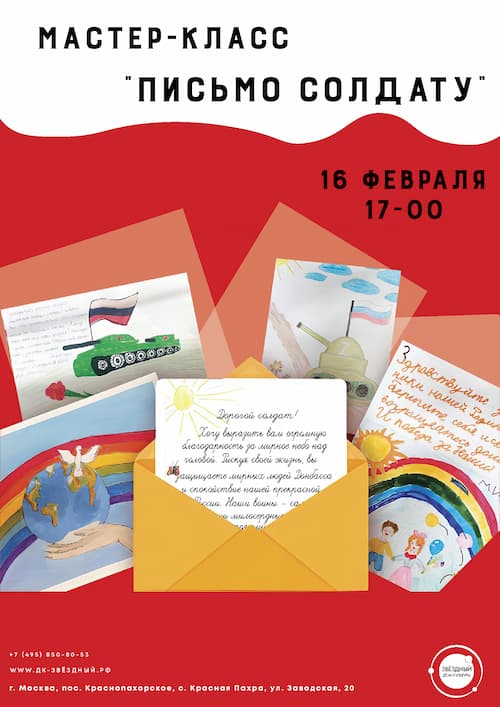 МАСТЕР-КЛАСС
"ПИСЬМО СОЛДАТУ"
16 ФЕВРАЛЯ
17-00
З
Здравствуйте
нашей
берегите себя и
возвращайтесь
И победа
Дорогой солдат!
Хочу выразить вам огромную
благодарность за мирное небо над
головой. Рискуя своей жизнью, вы
защищаете мирных людей Донбасса
и спокойствие нашей прекрасной
России. Наши воины –
милосердные
+7 (495) 850-80-53
WWW.ДК-ЗВЁЗДНЫЙ.РФ
г. Москва, пос. Краснопахорское, с. Красная Пахра, ул. Заводская, 20
ЗВЁЗДНЫЙ
ДОМ КУЛЬТУРЫ